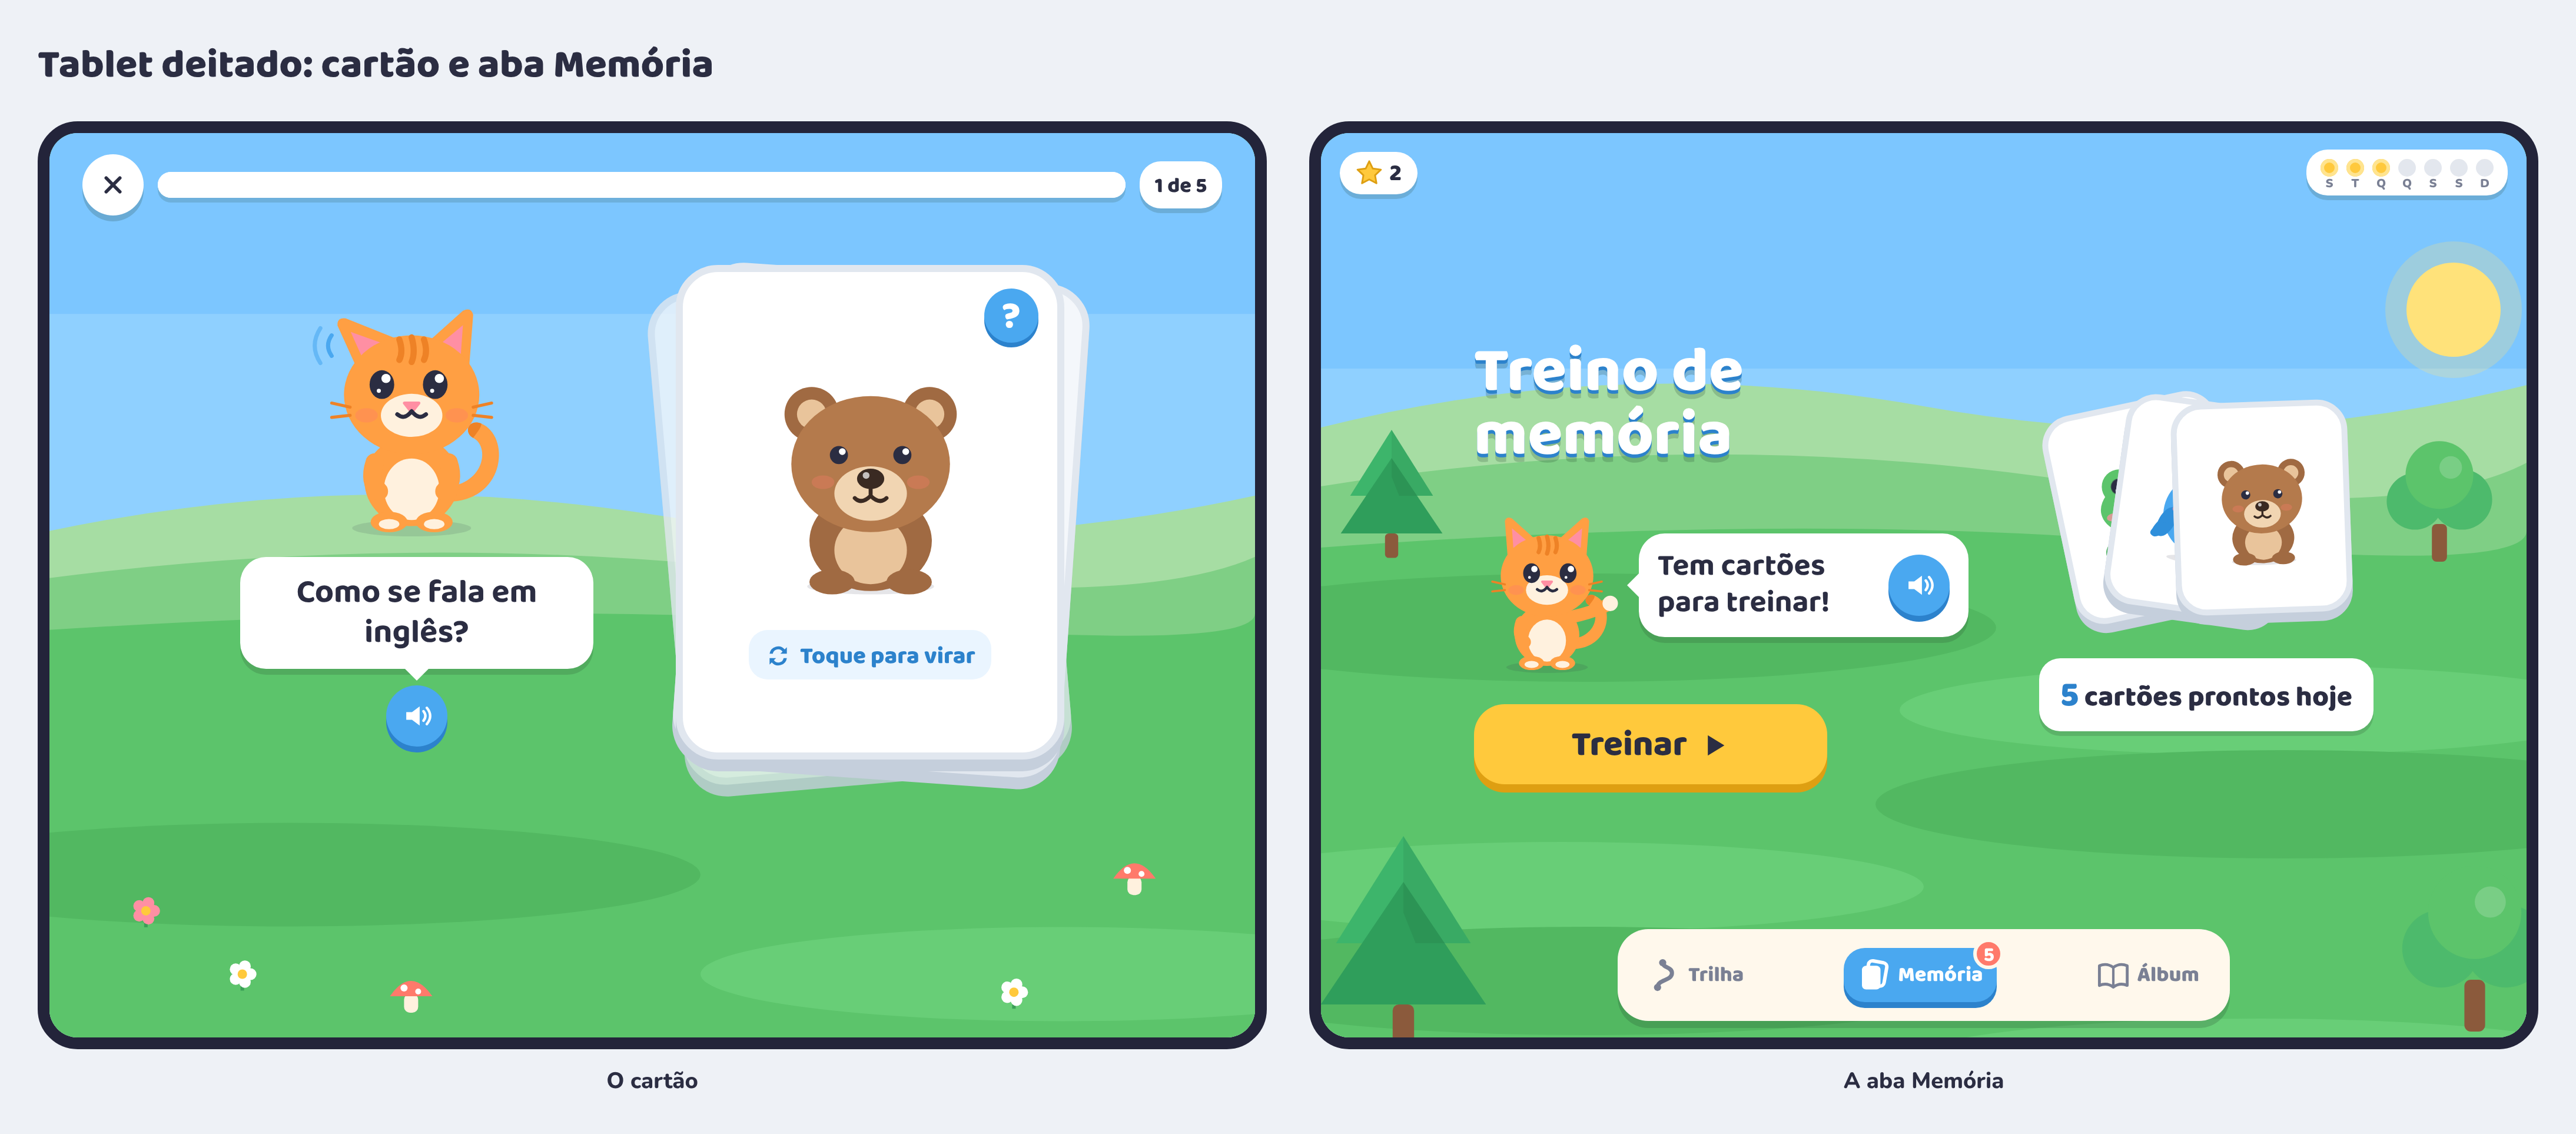 Tablet deitado: cartão e aba Memória
1 de 5
?
Como se fala em
inglês?
Toque para virar
O cartão
2
S T Q Q S S D
Treino de
memória
Tem cartões
para treinar!
Treinar
5 cartões prontos hoje
Trilha
Memória
5
Álbum
A aba Memória